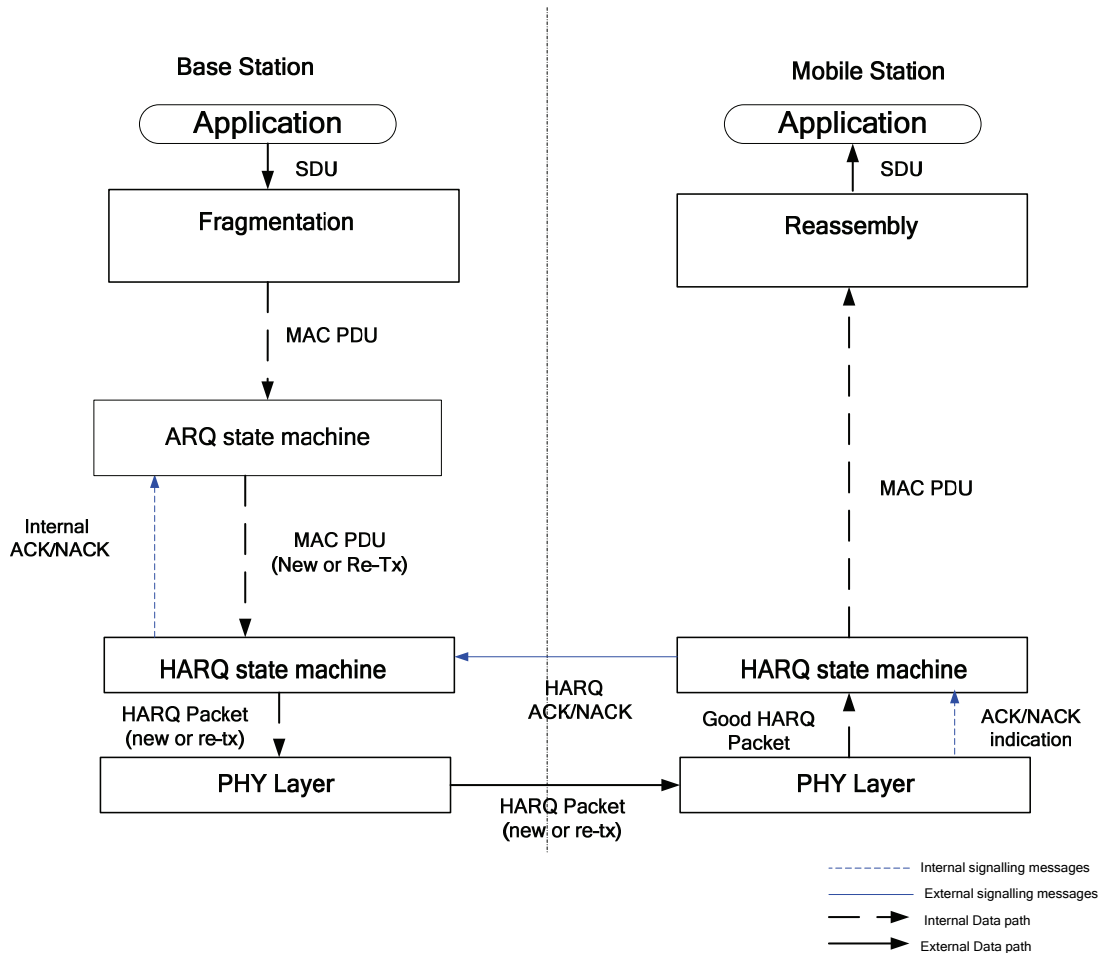 Base Station
Mobile Station
Application
Application
SDU
SDU
Fragmentation
Reassembly
MAC PDU
ARQ state machine
MAC PDU
Internal
ACK/NACK
MAC PDU
(New or Re-Tx)
HARQ state machine
HARQ state machine
HARQ
ACK/NACK
HARQ Packet
(new or re-tx)
Good HARQ
Packet
ACK/NACK
indication
PHY Layer
PHY Layer
HARQ Packet
(new or re-tx)
Internal signalling messages
External signalling messages
Internal Data path
External Data path